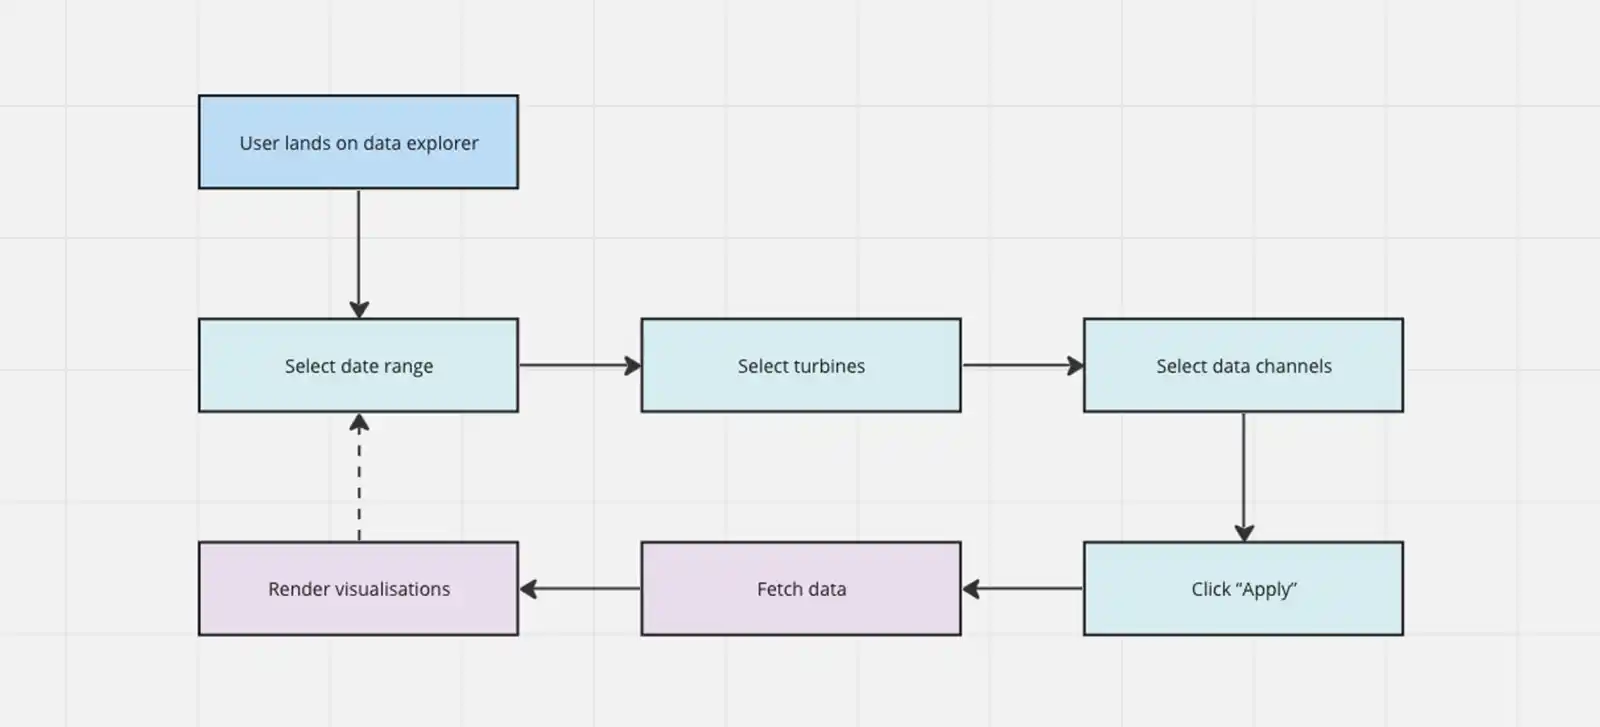 User lands on data explorer
Select date range
Select turbines
Select data channels
Render visualisations
Fetch data
Click “Apply”